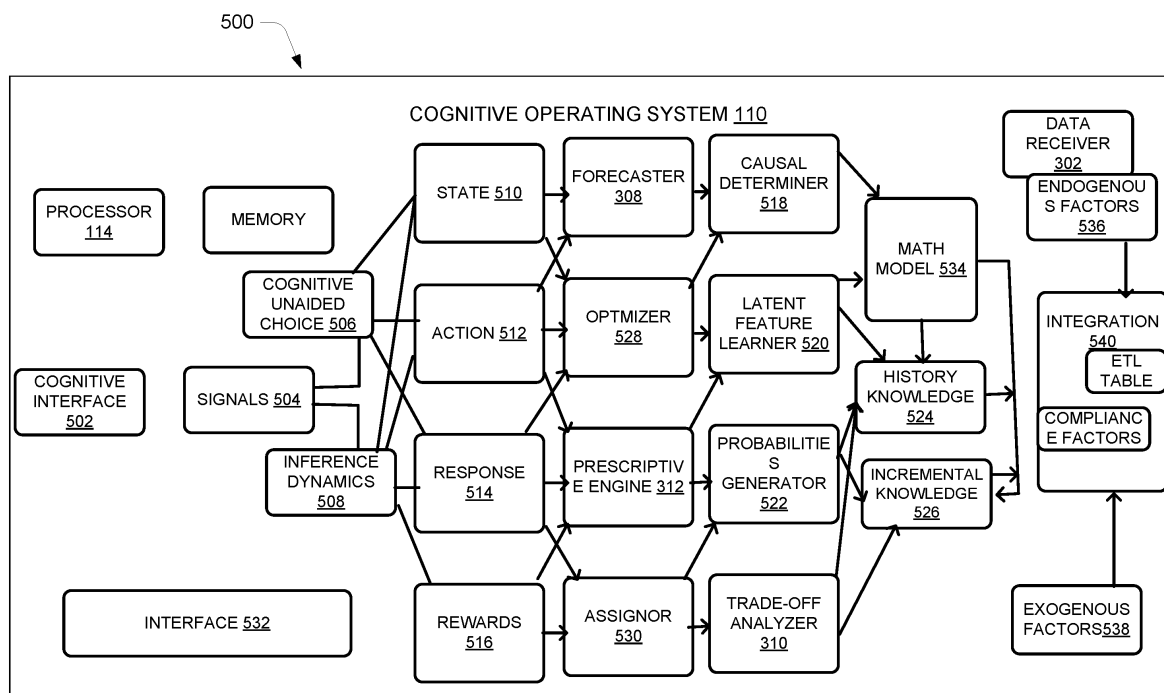 500
COGNITIVE OPERATING SYSTEM 110
PROCESSOR
114
MEMORY
COGNITIVE
UNAIDED
CHOICE 506
COGNITIVE
INTERFACE
502
SIGNALS 504
INFERENCE
DYNAMICS
508
INTERFACE 532
STATE 510
ACTION 512
RESPONSE
514
REWARDS
516
FORECASTER
308
OPTMIZER
528
PRESCRIPTIV
E ENGINE 312
ASSIGNOR
530
CAUSAL
DETERMINER
518
LATENT
FEATURE
LEARNER 520
PROBABILITIE
S
GENERATOR
522
TRADE-OFF
ANALYZER
310
MATH
MODEL 534
HISTORY
KNOWLEDGE
524
INCREMENTAL
KNOWLEDGE
526
DATA
RECEIVER
302
ENDOGENOU
S FACTORS
536
INTEGRATION
540
ETL
TABLE
COMPLIANC
E FACTORS
EXOGENOUS
FACTORS538